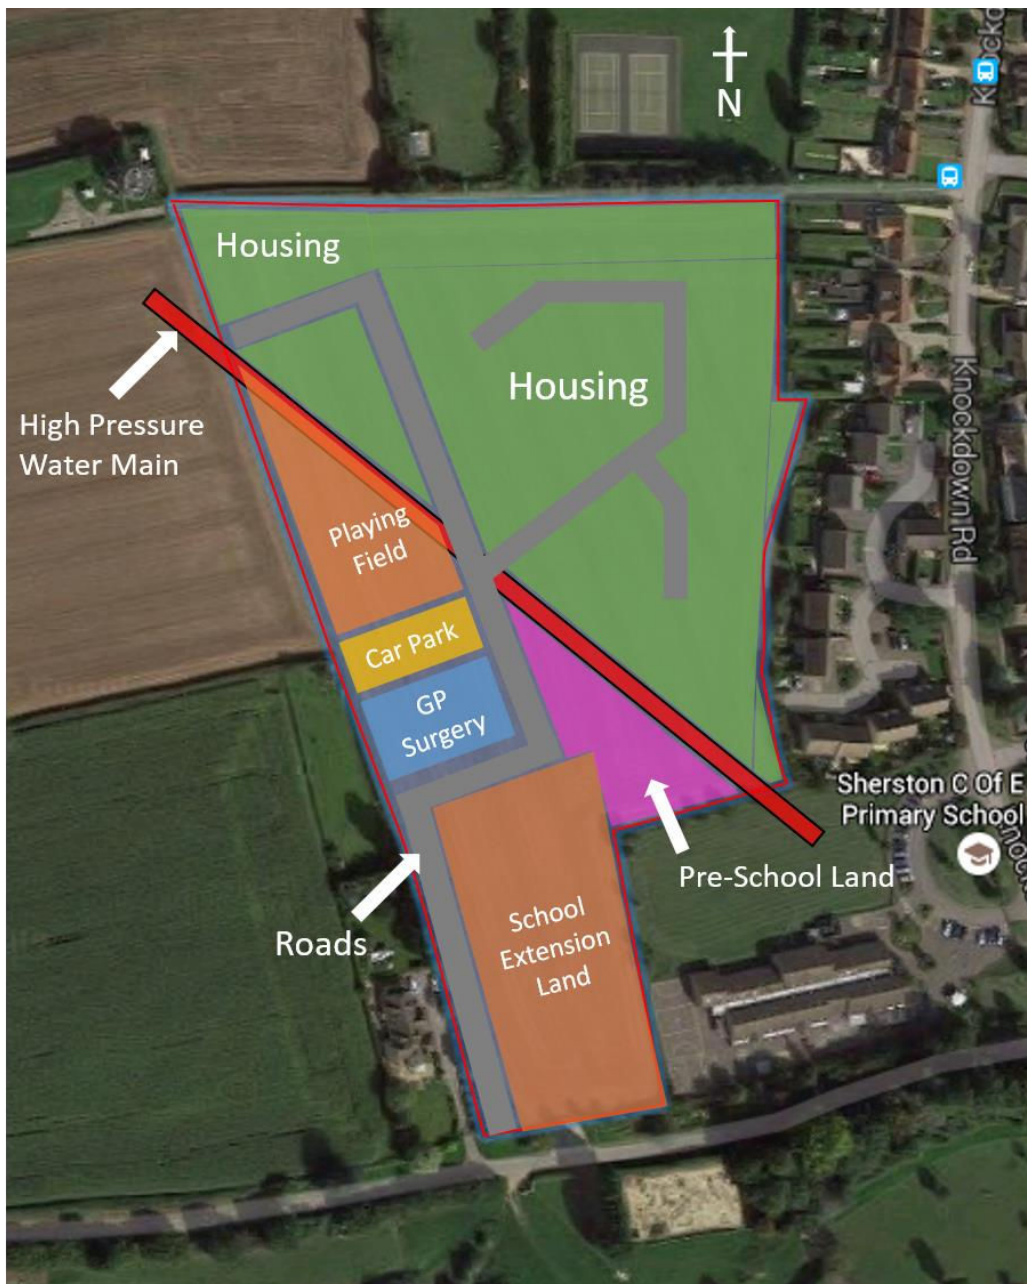 N
Knockdo
Housing
Housing
High Pressure
Water Main
Knockdown Rd
Playing
Field
Car Park
GP
Surgery
Sherston C Of E
Primary School
Pre-School Land
School
Extension
Land
Roads